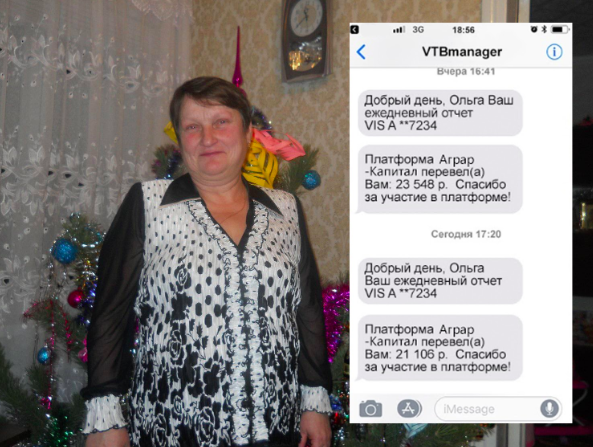 3G 18:56
VTBmanager
Вчера 16:41
Добрый день, Ольга Ваш
ежедневный отчет
VIS A **7234
Платформа Аграр
-Капитал перевел(а)
Вам: 23 548 р. Спасибо
за участие в платформе!
Сегодня 17:20
Добрый день, Ольга
Ваш ежедневный отчет
VIS A **7234
Платформа Аграр
-Капитал перевел(а)
Вам: 21 106 р. Спасибо
за участие в платформе!
iMessage